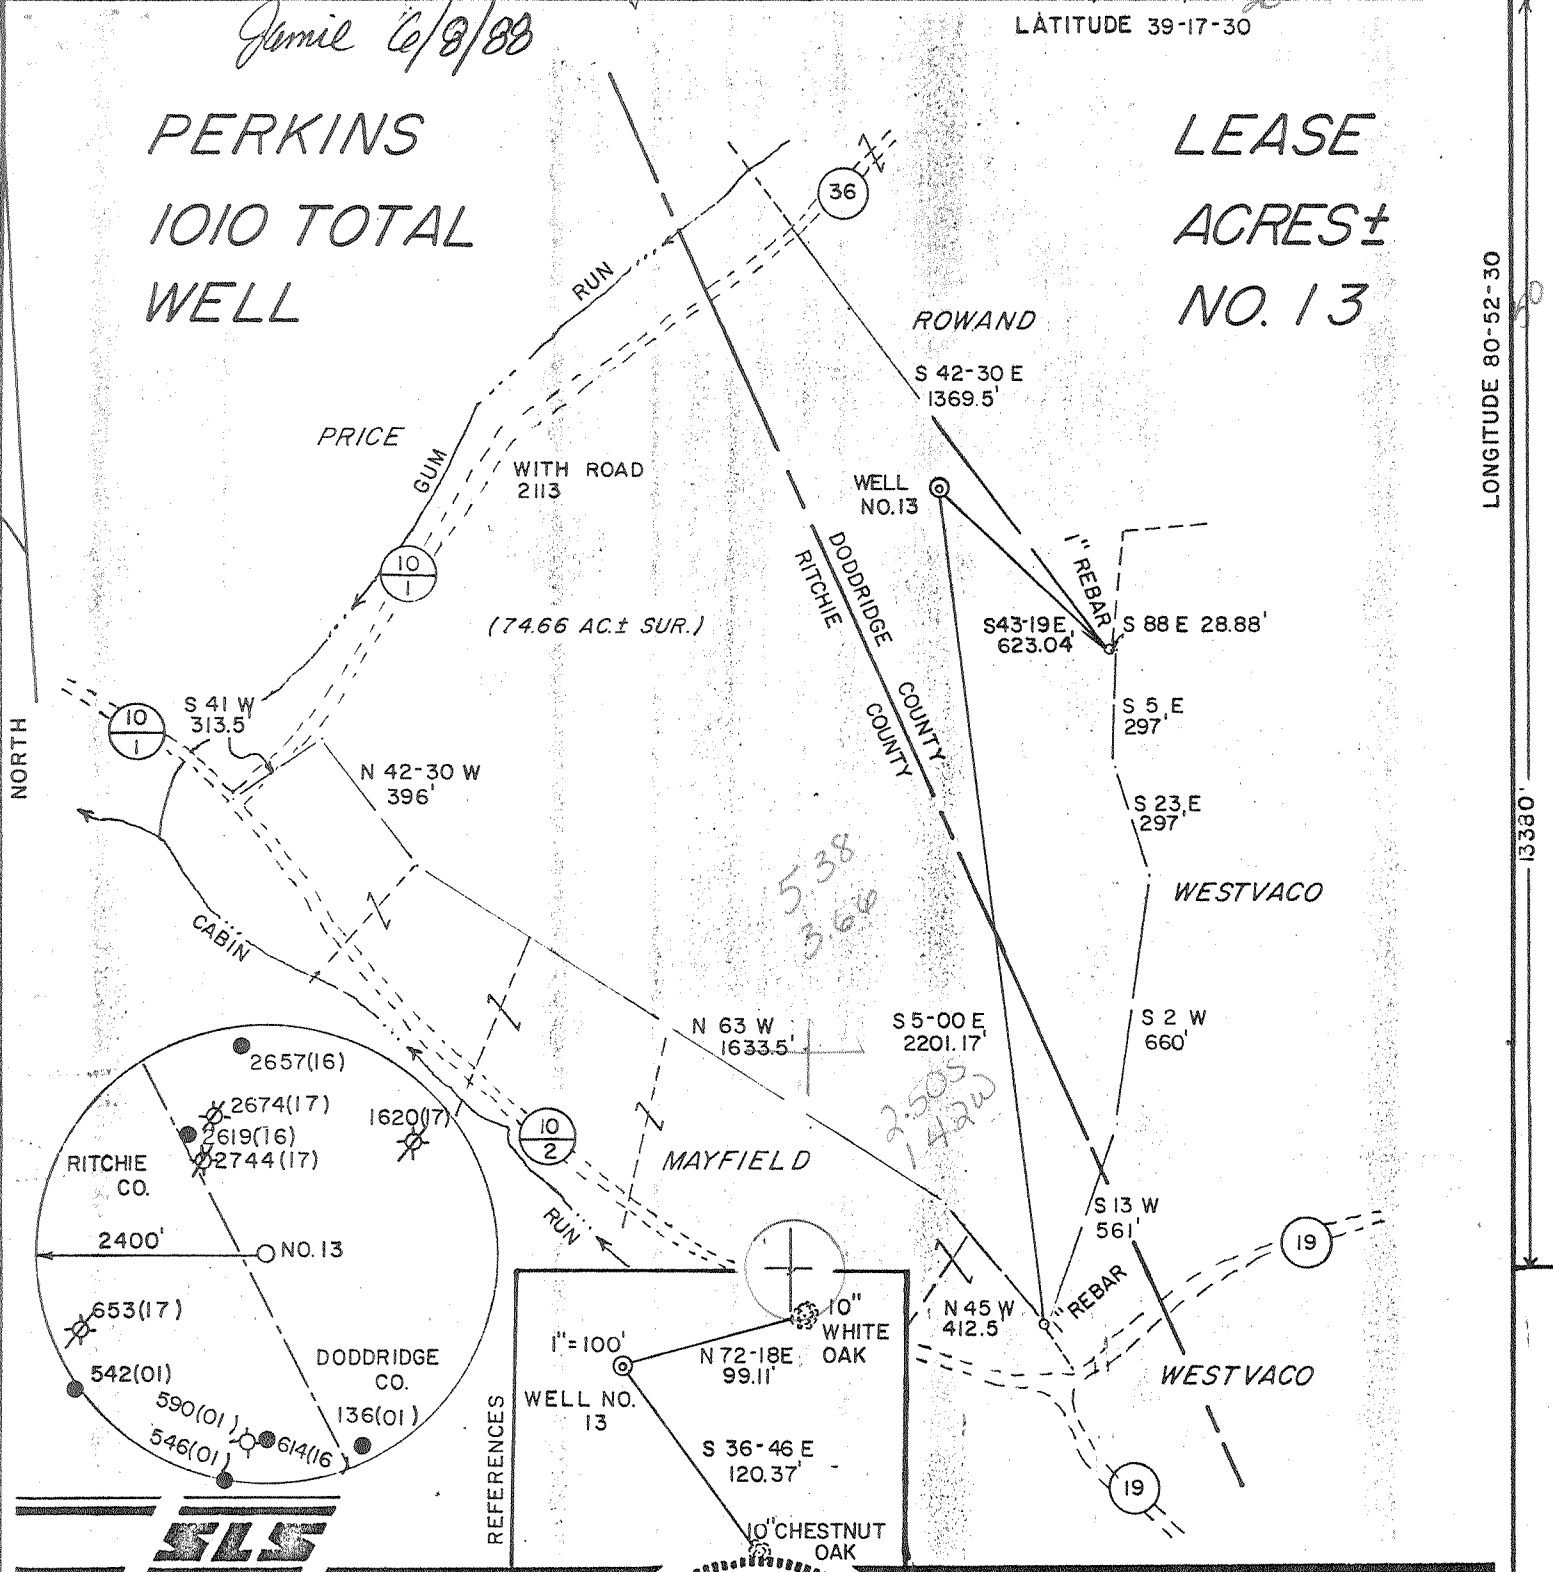 Jamie 6/8/88
LATITUDE 39-17-30
PERKINS LEASE
1010 TOTAL ACRES±
WELL NO. 13
36
RUN
ROWAND
S 42-30 E
1369.5'
LONGITUDE 80-52-30
PRICE
GUM
WITH ROAD
2113
WELL
NO.13
10
1
DODDRIDGE COUNTY
RITCHIE COUNTY
1" REBAR
(74.66 AC.± SUR.)
S43-19E
623.04'
S 88 E 28.88'
S 41 W
313.5'
10
1
S 5 E
297'
NORTH
N 42-30 W
396'
S 23 E
297'
13380'
5.38
3.66
WESTVACO
CABIN
N 63 W
1633.5'
S 5-00 E
2201.17'
S 2 W
660'
2.50S
1.42W
2657(16)
2674(17)
1620(17)
2619(16)
2744(17)
RITCHIE
CO.
10
2
MAYFIELD
RUN
S 13 W
561'
2400'
NO.13
19
653(17)
1" REBAR
N 45 W
412.5'
10"
WHITE
OAK
1"=100'
N 72-18E
99.11'
542(01)
DODDRIDGE
CO.
WESTVACO
WELL NO.
13
590(01)
136(01)
546(01)
614(16
S 36-46 E
120.37'
REFERENCES
19
SLS
10" CHESTNUT
OAK